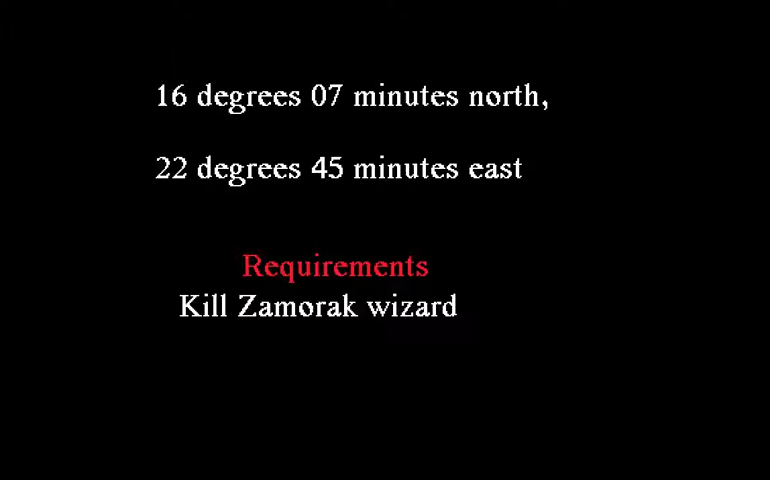 16 degrees 07 minutes north,
22 degrees 45 minutes east
Requirements
Kill Zamorak wizard